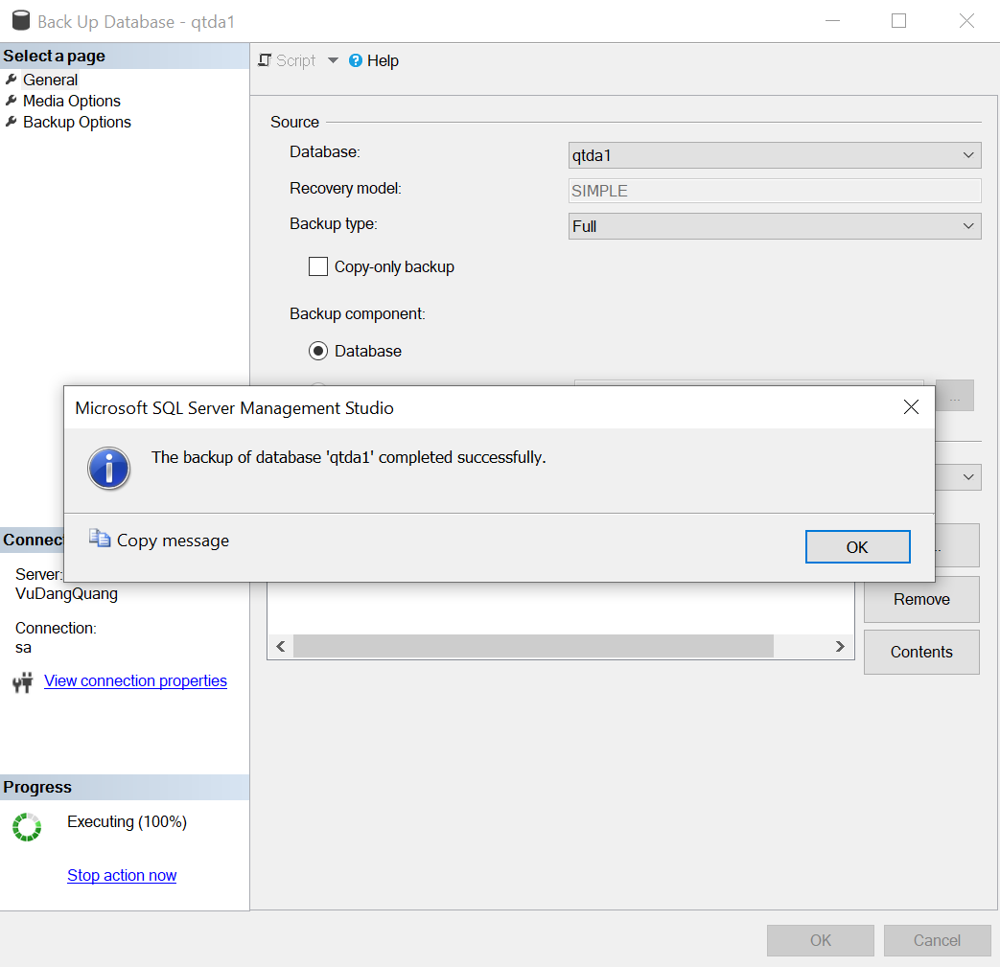 Back Up Database - qtda1
Select a page
General
Media Options
Backup Options
Script
Help
Source
Database:
qtda1
Recovery model:
SIMPLE
Backup type:
Full
Copy-only backup
Backup component:
Database
...
Microsoft SQL Server Management Studio
The backup of database 'qtda1' completed successfully.
Copy message
OK
Remove
Contents
Server:
VuDangQuang
Connection:
sa
View connection properties
Progress
Executing (100%)
Stop action now
OK
Cancel